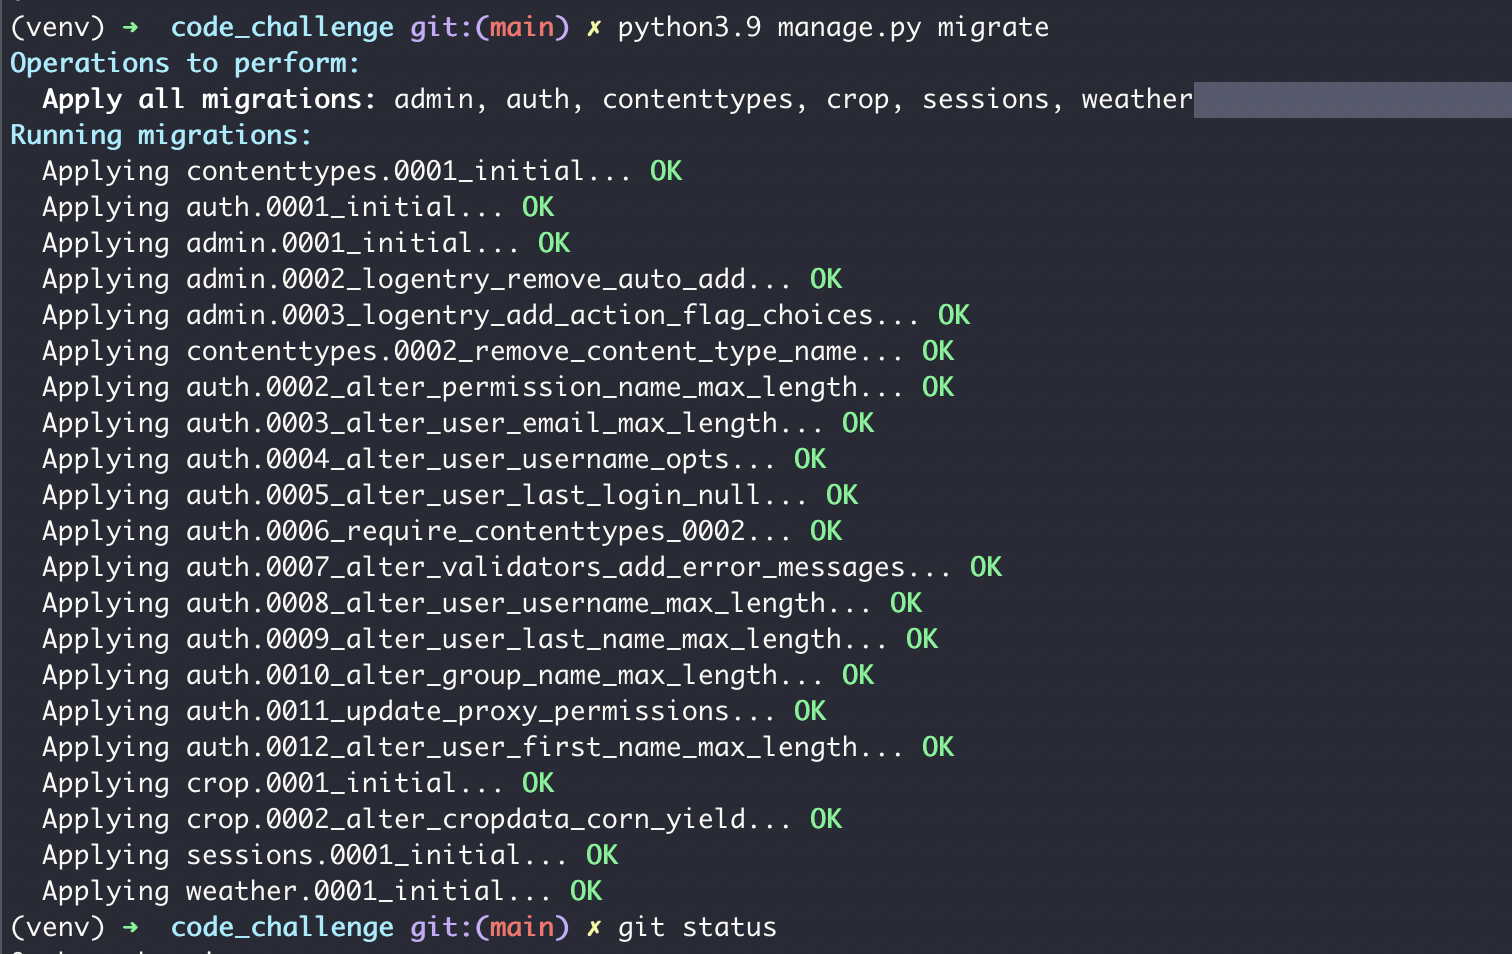 (venv) ➜  code_challenge git:(main) ✗ python3.9 manage.py migrate
Operations to perform:
  Apply all migrations: admin, auth, contenttypes, crop, sessions, weather
Running migrations:
  Applying contenttypes.0001_initial... OK
  Applying auth.0001_initial... OK
  Applying admin.0001_initial... OK
  Applying admin.0002_logentry_remove_auto_add... OK
  Applying admin.0003_logentry_add_action_flag_choices... OK
  Applying contenttypes.0002_remove_content_type_name... OK
  Applying auth.0002_alter_permission_name_max_length... OK
  Applying auth.0003_alter_user_email_max_length... OK
  Applying auth.0004_alter_user_username_opts... OK
  Applying auth.0005_alter_user_last_login_null... OK
  Applying auth.0006_require_contenttypes_0002... OK
  Applying auth.0007_alter_validators_add_error_messages... OK
  Applying auth.0008_alter_user_username_max_length... OK
  Applying auth.0009_alter_user_last_name_max_length... OK
  Applying auth.0010_alter_group_name_max_length... OK
  Applying auth.0011_update_proxy_permissions... OK
  Applying auth.0012_alter_user_first_name_max_length... OK
  Applying crop.0001_initial... OK
  Applying crop.0002_alter_cropdata_corn_yield... OK
  Applying sessions.0001_initial... OK
  Applying weather.0001_initial... OK
(venv) ➜  code_challenge git:(main) ✗ git status